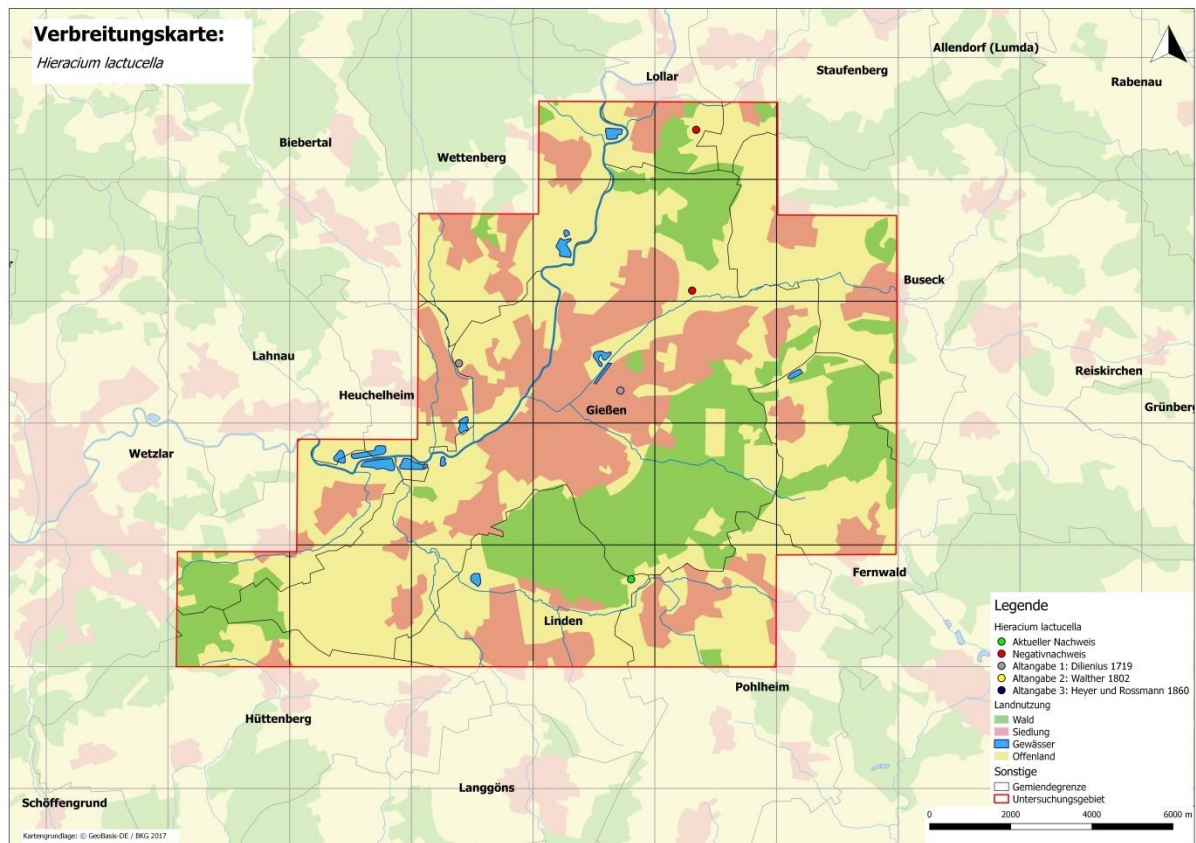 Verbreitungskarte:
Hieracium lactucella
Allendorf (Lumda)
Lollar
Staufenberg
Rabenau
Biebertal
Wettenberg
Buseck
Lahnau
Reiskirchen
Heuchelheim
Gießen
Grünberg
Wetzlar
Fernwald
Linden
Pohlheim
Hüttenberg
Langgöns
Schöffengrund
Legende
Hieracium lactucella
Aktueller Nachweis
Negativnachweis
Altangabe 1: Dilienius 1719
Altangabe 2: Walther 1802
Altangabe 3: Heyer und Rossmann 1860
Landnutzung
Wald
Siedlung
Gewässer
Offenland
Sonstige
Gemiendegrenze
Untersuchungsgebiet
0 2000 4000 6000 m
Kartengrundlage: © GeoBasis-DE / BKG 2017